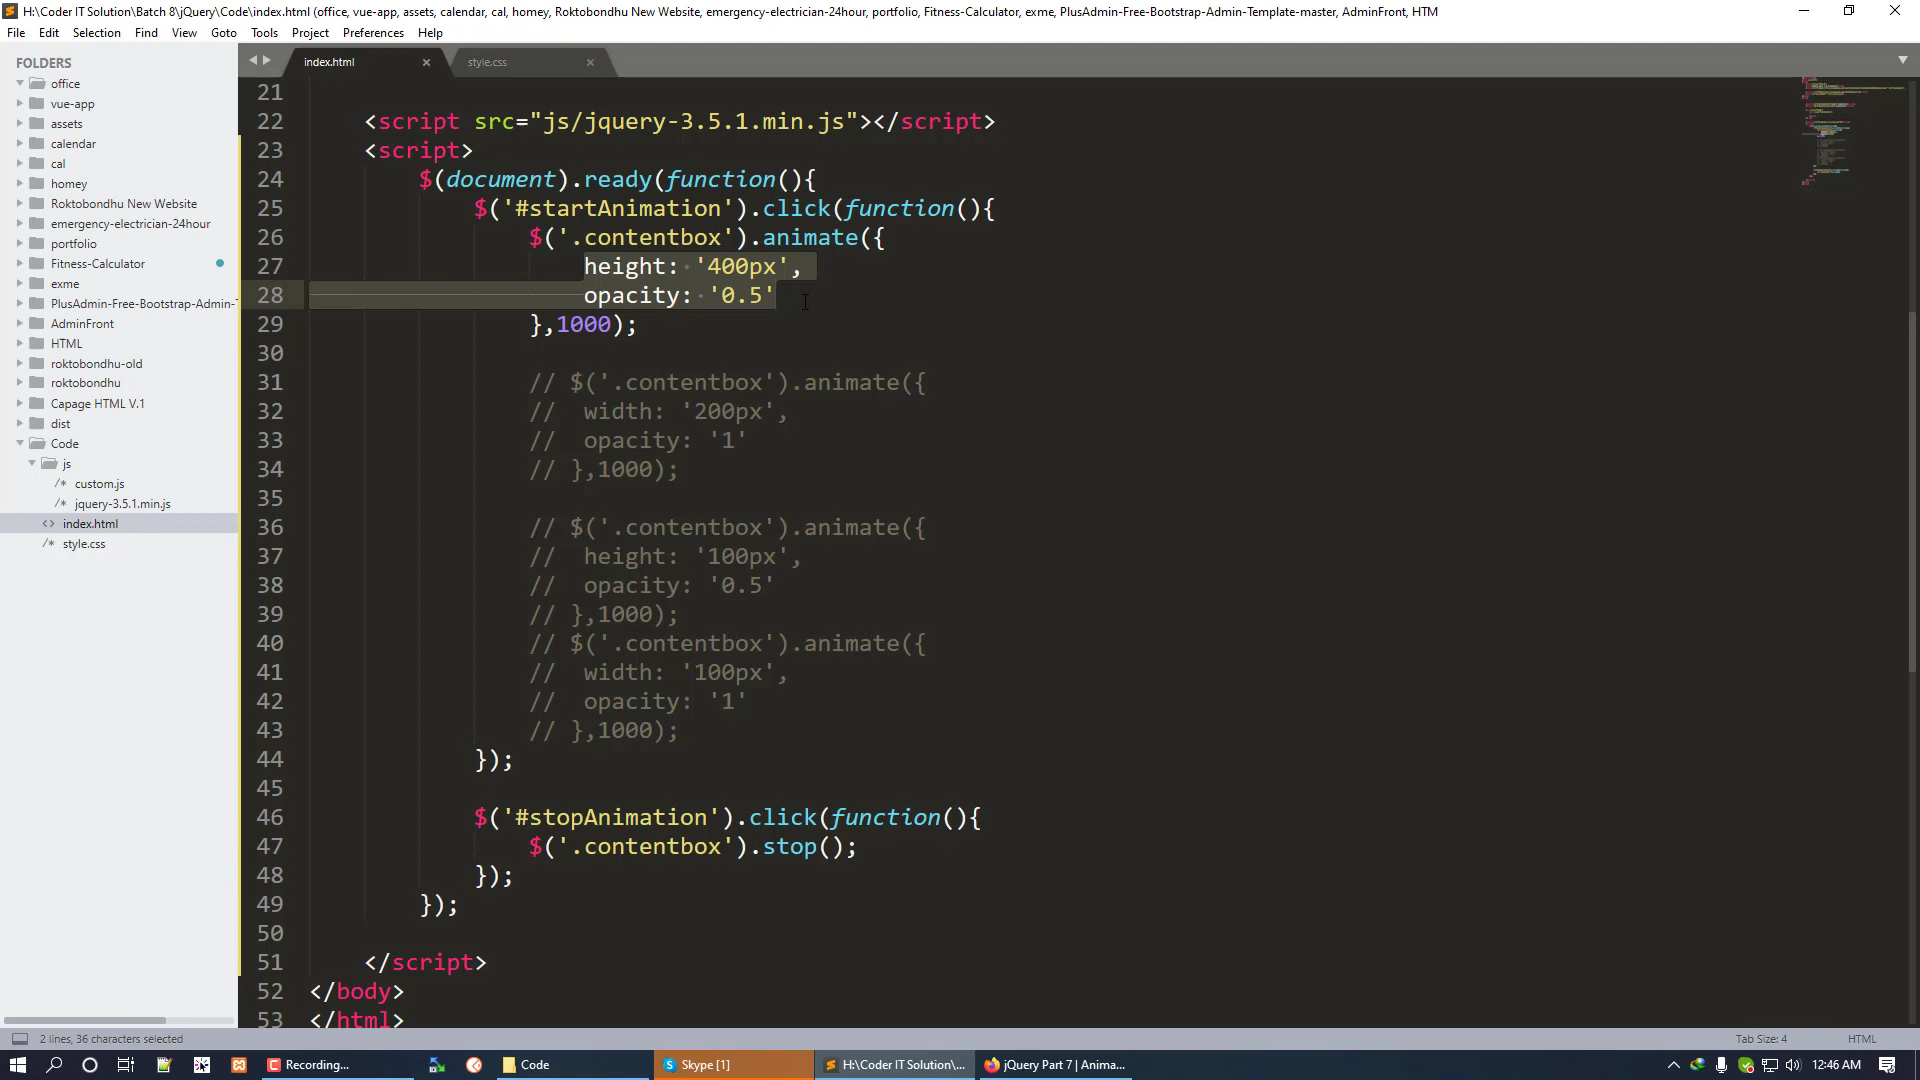 H:\Coder IT Solution\Batch 8\jQuery\Code\index.html (office, vue-app, assets, calendar, cal, homey, Roktobondhu New Website, emergency-electrician-24hour, portfolio, Fitness-Calculator, exme, PlusAdmin-Free-Bootstrap-Admin-Template-master, AdminFront, HTM
File Edit Selection Find View Goto Tools Project Preferences Help
FOLDERS
office
vue-app
assets
calendar
cal
homey
Roktobondhu New Website
emergency-electrician-24hour
portfolio
Fitness-Calculator
exme
PlusAdmin-Free-Bootstrap-Admin-
AdminFront
HTML
roktobondhu-old
roktobondhu
Capage HTML V.1
dist
Code
js
/* custom.js
/* jquery-3.5.1.min.js
<> index.html
/* style.css
index.html style.css
21
22 <script src="js/jquery-3.5.1.min.js"></script>
23 <script>
24 $(document).ready(function(){
25 $('#startAnimation').click(function(){
26 $('.contentbox').animate({
27 height: '400px',
28 opacity: '0.5'
29 },1000);
30
31 // $('.contentbox').animate({
32 // width: '200px',
33 // opacity: '1'
34 // },1000);
35
36 // $('.contentbox').animate({
37 // height: '100px',
38 // opacity: '0.5'
39 // },1000);
40 // $('.contentbox').animate({
41 // width: '100px',
42 // opacity: '1'
43 // },1000);
44 });
45
46 $('#stopAnimation').click(function(){
47 $('.contentbox').stop();
48 });
49 });
50
51 </script>
52 </body>
53 </html>
2 lines, 36 characters selected
Tab Size: 4 HTML
Recording... Code Skype [1] H:\Coder IT Solution\... jQuery Part 7 | Anima... 12:46 AM